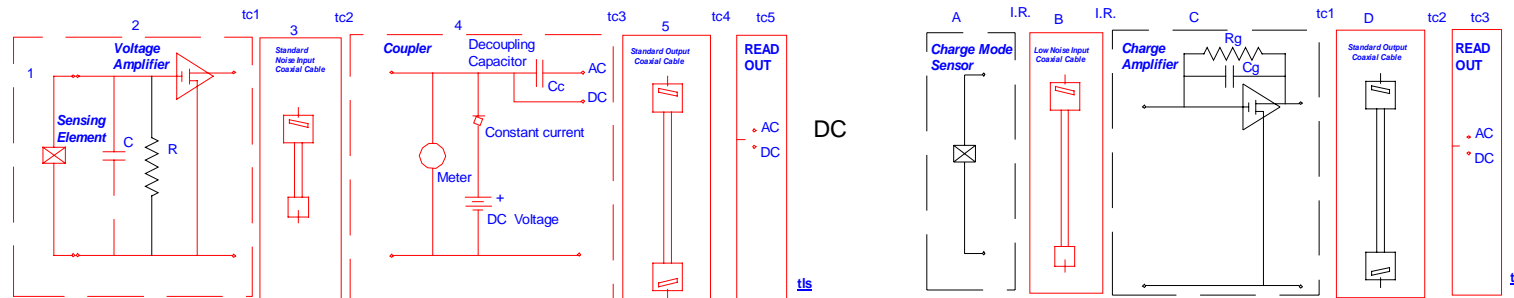 1
2
Voltage
Amplifier
Sensing
Element
C
R
tc1
3
Standard
Noise Input
Coaxial Cable
tc2
4
Coupler
Decoupling
Capacitor
Cc
AC
DC
Constant current
Meter
+
DC Voltage
tc3
5
Standard Output
Coaxial Cable
tc4
tc5
READ
OUT
AC
DC
tls
DC
A
Charge Mode
Sensor
I.R.
B
Low Noise Input
Coaxial Cable
I.R.
C
Charge
Amplifier
Rg
Cg
tc1
D
Standard Output
Coaxial Cable
tc2
tc3
READ
OUT
AC
DC